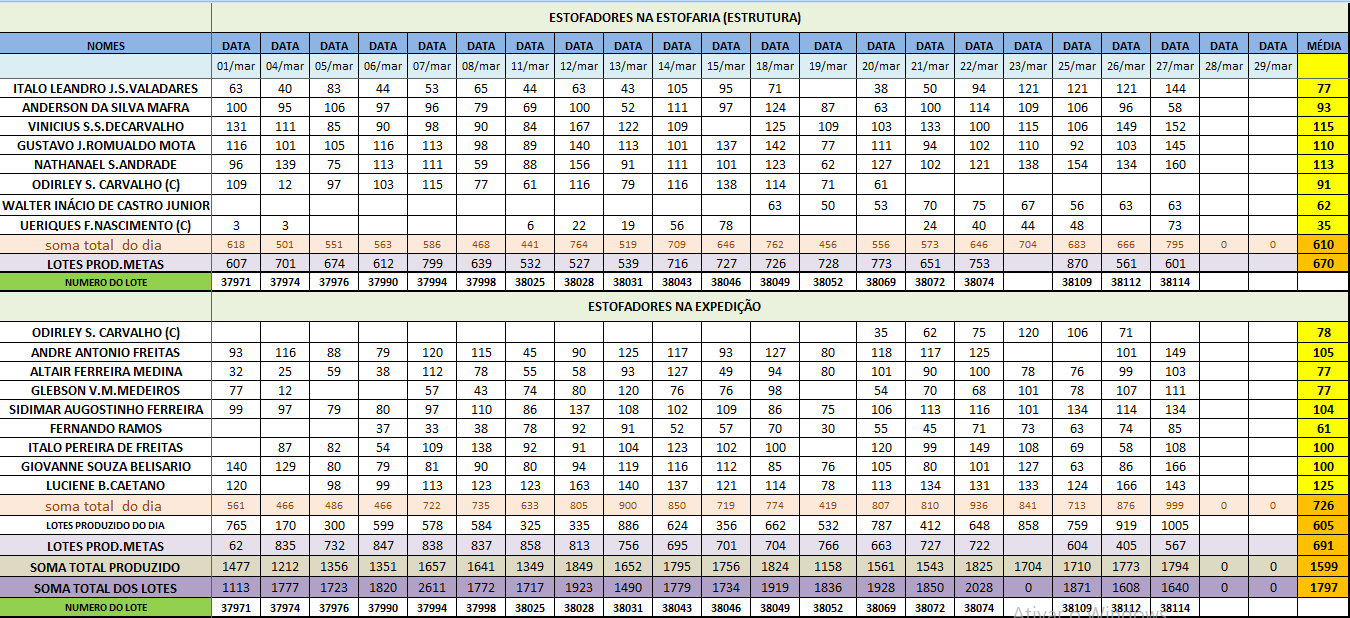 ESTOFADORES NA ESTOFARIA (ESTRUTURA)
NOMES DATA DATA DATA DATA DATA DATA DATA DATA DATA DATA DATA DATA DATA DATA DATA DATA DATA DATA DATA DATA DATA DATA MÉDIA
01/mar 04/mar 05/mar 06/mar 07/mar 08/mar 11/mar 12/mar 13/mar 14/mar 15/mar 18/mar 19/mar 20/mar 21/mar 22/mar 23/mar 25/mar 26/mar 27/mar 28/mar 29/mar
ITALO LEANDRO J.S.VALADARES 63 40 83 44 53 65 44 63 43 105 95 71 38 50 94 121 121 121 144 77
ANDERSON DA SILVA MAFRA 100 95 106 97 96 79 69 100 52 111 97 124 87 63 100 114 109 106 96 58 93
VINICIUS S.S.DECARVALHO 131 111 85 90 98 90 84 167 122 109 125 109 103 133 100 115 106 149 152 115
GUSTAVO J.ROMUALDO MOTA 116 101 105 116 113 98 89 140 113 101 137 142 77 111 94 102 110 92 103 145 110
NATHANAEL S.ANDRADE 96 139 75 113 111 59 88 156 91 111 101 123 62 127 102 121 138 154 134 160 113
ODIRLEY S. CARVALHO (C) 109 12 97 103 115 77 61 116 79 116 138 114 71 61 91
WALTER INÁCIO DE CASTRO JUNIOR 63 50 53 70 75 67 56 63 63 62
UERIQUES F.NASCIMENTO (C) 3 3 6 22 19 56 78 24 40 44 48 73 35
soma total do dia 618 501 551 563 586 468 441 764 519 709 646 762 456 556 573 646 704 683 666 795 0 0 610
LOTES PROD.METAS 607 701 674 612 799 639 532 527 539 716 727 726 728 773 651 753 870 561 601 670
NUMERO DO LOTE 37971 37974 37976 37990 37994 37998 38025 38028 38031 38043 38046 38049 38052 38069 38072 38074 38109 38112 38114
ESTOFADORES NA EXPEDIÇÃO
ODIRLEY S. CARVALHO (C) 35 62 75 120 106 71 78
ANDRE ANTONIO FREITAS 93 116 88 79 120 115 45 90 125 117 93 127 80 118 117 125 101 149 105
ALTAIR FERREIRA MEDINA 32 25 59 38 112 78 55 58 93 127 49 94 80 101 90 100 78 76 99 103 77
GLEBSON V.M.MEDEIROS 77 12 57 43 74 80 120 76 76 98 54 70 68 101 78 107 111 77
SIDIMAR AUGOSTINHO FERREIRA 99 97 79 80 97 110 86 137 108 102 109 86 75 106 113 116 101 134 114 134 104
FERNANDO RAMOS 37 33 38 78 92 91 52 57 70 30 55 45 71 73 63 74 85 61
ITALO PEREIRA DE FREITAS 87 82 54 109 138 92 91 104 123 102 100 120 99 149 108 69 58 108 100
GIOVANNE SOUZA BELISARIO 140 129 80 79 81 90 80 94 119 116 112 85 76 105 80 101 127 63 86 166 100
LUCIENE B.CAETANO 120 98 99 113 123 123 163 140 137 121 114 78 113 134 131 133 124 166 143 125
soma total do dia 561 466 486 466 722 735 633 805 900 850 719 774 419 807 810 936 841 713 876 999 0 0 726
LOTES PRODUZIDO DO DIA 765 170 300 599 578 584 325 335 886 624 356 662 532 787 412 648 858 759 919 1005 605
LOTES PROD.METAS 62 835 732 847 838 837 858 813 756 695 701 704 766 663 727 722 604 405 567 691
SOMA TOTAL PRODUZIDO 1477 1212 1356 1351 1657 1641 1349 1849 1652 1795 1756 1824 1158 1561 1543 1825 1704 1710 1773 1794 0 0 1599
SOMA TOTAL DOS LOTES 1113 1777 1723 1820 2611 1772 1717 1923 1490 1779 1734 1919 1836 1928 1850 2028 0 1871 1608 1640 0 0 1797
NUMERO DO LOTE 37971 37974 37976 37990 37994 37998 38025 38028 38031 38043 38046 38049 38052 38069 38072 38074 38109 38112 38114
Ativar o Windows